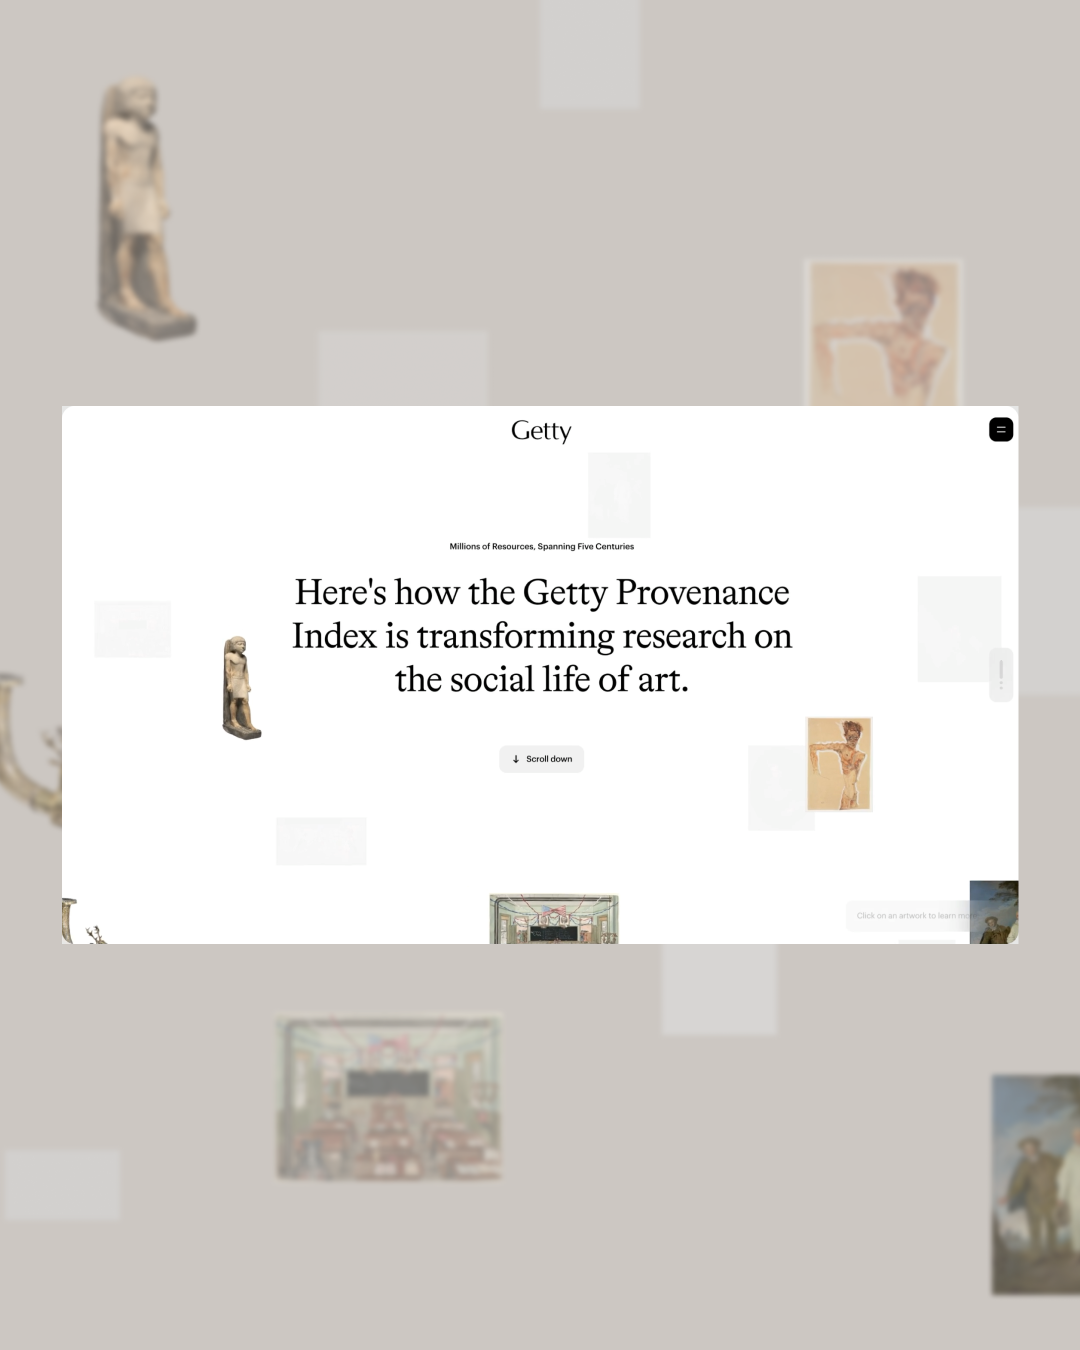 Getty
Millions of Resources, Spanning Five Centuries
Here's how the Getty Provenance
Index is transforming research on
the social life of art.
Scroll down
Click on an artwork to learn more